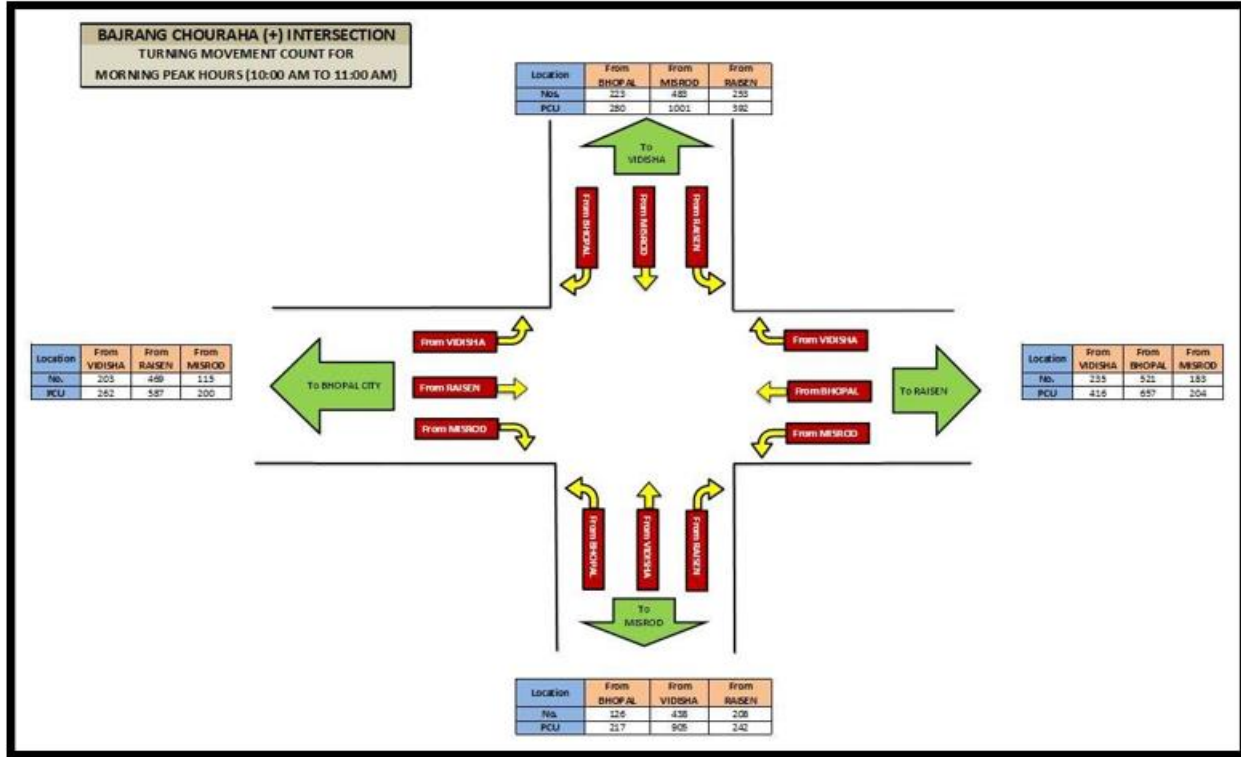 BAJRANG CHOURAHA (+) INTERSECTION
TURNING MOVEMENT COUNT FOR
MORNING PEAK HOURS (10:00 AM TO 11:00 AM)
Location From BHOPAL From MISROD From RAISEN
Nos. 223 483 253
PCU 280 1001 392
To
VIDISHA
From BHOPAL
From MISROD
From RAISEN
From VIDISHA
From VIDISHA
Location From VIDISHA From RAISEN From MISROD
No. 203 469 115
PCU 262 587 200
To BHOPAL CITY
From RAISEN
From BHOPAL
To RAISEN
Location From VIDISHA From BHOPAL From MISROD
No. 235 521 183
PCU 416 657 204
From MISROD
From MISROD
From BHOPAL
From VIDISHA
From RAISEN
To
MISROD
Location From BHOPAL From VIDISHA From RAISEN
No. 126 438 208
PCU 217 905 242